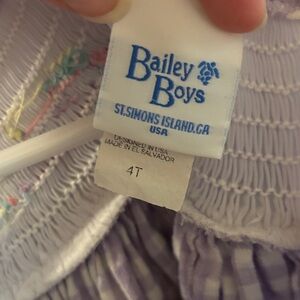 Bailey
Boys
ST. SIMONS ISLAND, GA
USA
DESIGNED IN USA
MADE IN EL SALVADOR
4T